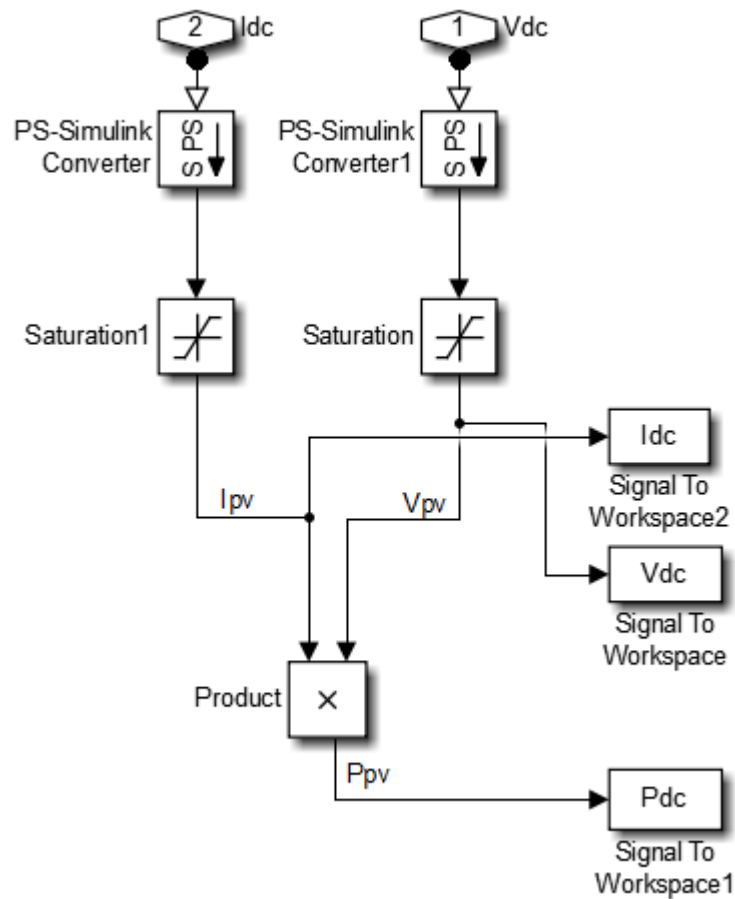 2 Idc
1 Vdc
PS-Simulink
Converter
S PS
PS-Simulink
Converter1
S PS
Saturation1
Saturation
Idc
Signal To
Workspace2
Ipv
Vpv
Vdc
Signal To
Workspace
Product
×
Ppv
Pdc
Signal To
Workspace1